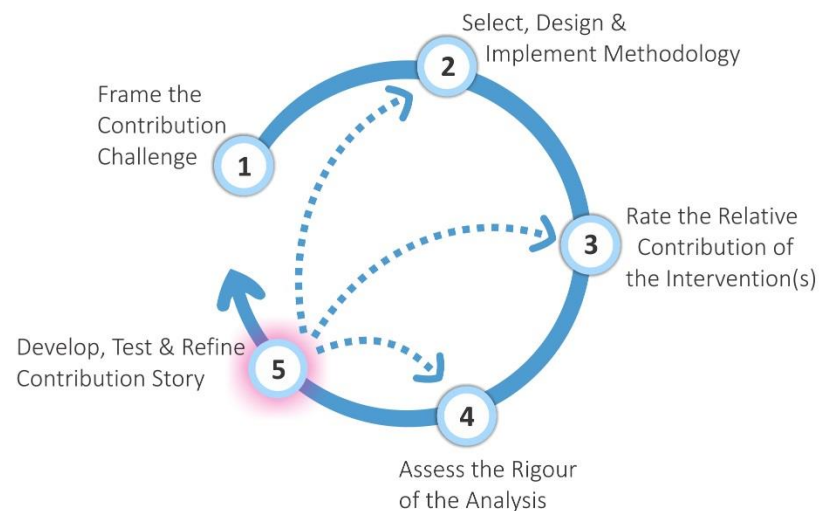 Frame the
Contribution
Challenge
1
Select, Design &
Implement Methodology
2
Rate the Relative
Contribution of
the Intervention(s)
3
Assess the Rigour
of the Analysis
4
Develop, Test & Refine
Contribution Story
5